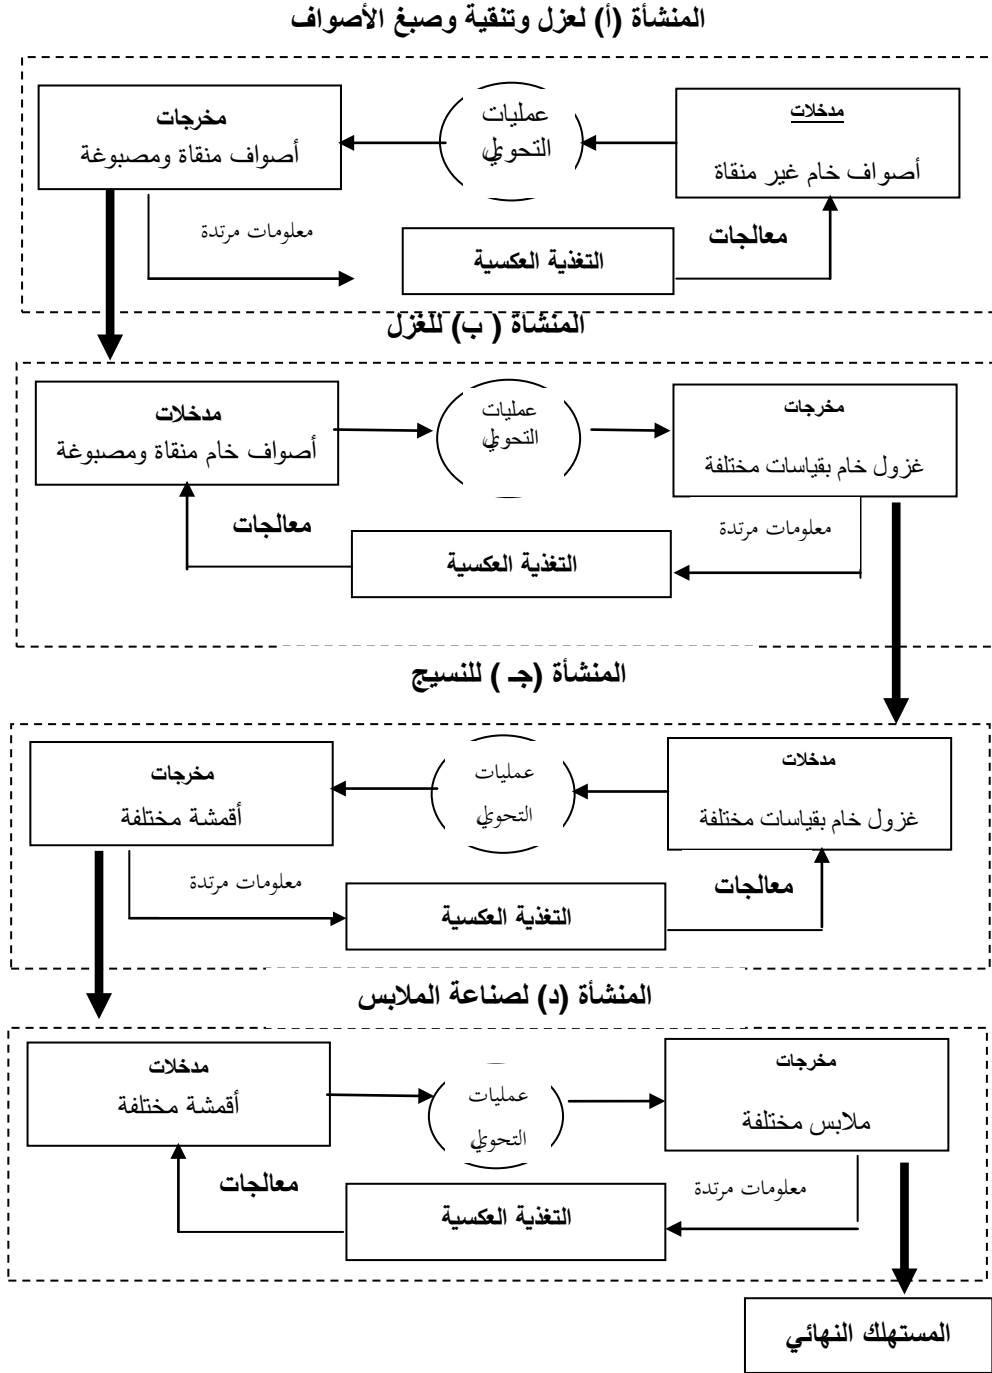 المنشأة (أ) لعزل وتنقية وصبغ الأصواف
مدخلات
أصواف خام غير منقاة
عمليات
التحويل
مخرجات
أصواف منقاة ومصبوغة
معالجات
التغذية العكسية
معلومات مرتدة
المنشأة ( ب) للغزل
مخرجات
غزول خام بقياسات مختلفة
عمليات
التحويل
مدخلات
أصواف خام منقاة ومصبوغة
معلومات مرتدة
التغذية العكسية
معالجات
المنشأة (جـ ) للنسيج
مدخلات
غزول خام بقياسات مختلفة
عمليات
التحويل
مخرجات
أقمشة مختلفة
معالجات
التغذية العكسية
معلومات مرتدة
المنشأة (د) لصناعة الملابس
مخرجات
ملابس مختلفة
عمليات
التحويل
مدخلات
أقمشة مختلفة
معلومات مرتدة
التغذية العكسية
معالجات
المستهلك النهائي